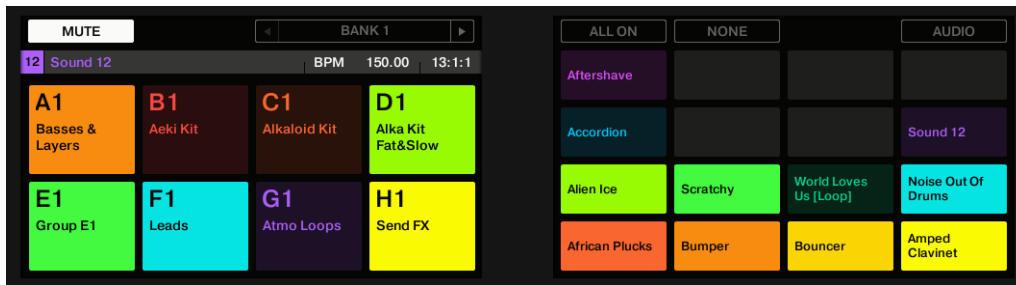 MUTE
BANK 1
12 Sound 12
BPM 150.00 13:1:1
A1
Basses &
Layers
B1
Aeki Kit
C1
Alkaloid Kit
D1
Alka Kit
Fat&Slow
E1
Group E1
F1
Leads
G1
Atmo Loops
H1
Send FX
ALL ON
NONE
AUDIO
Aftershave
Accordion
Sound 12
Alien Ice
Scratchy
World Loves
Us [Loop]
Noise Out Of
Drums
African Plucks
Bumper
Bouncer
Amped
Clavinet